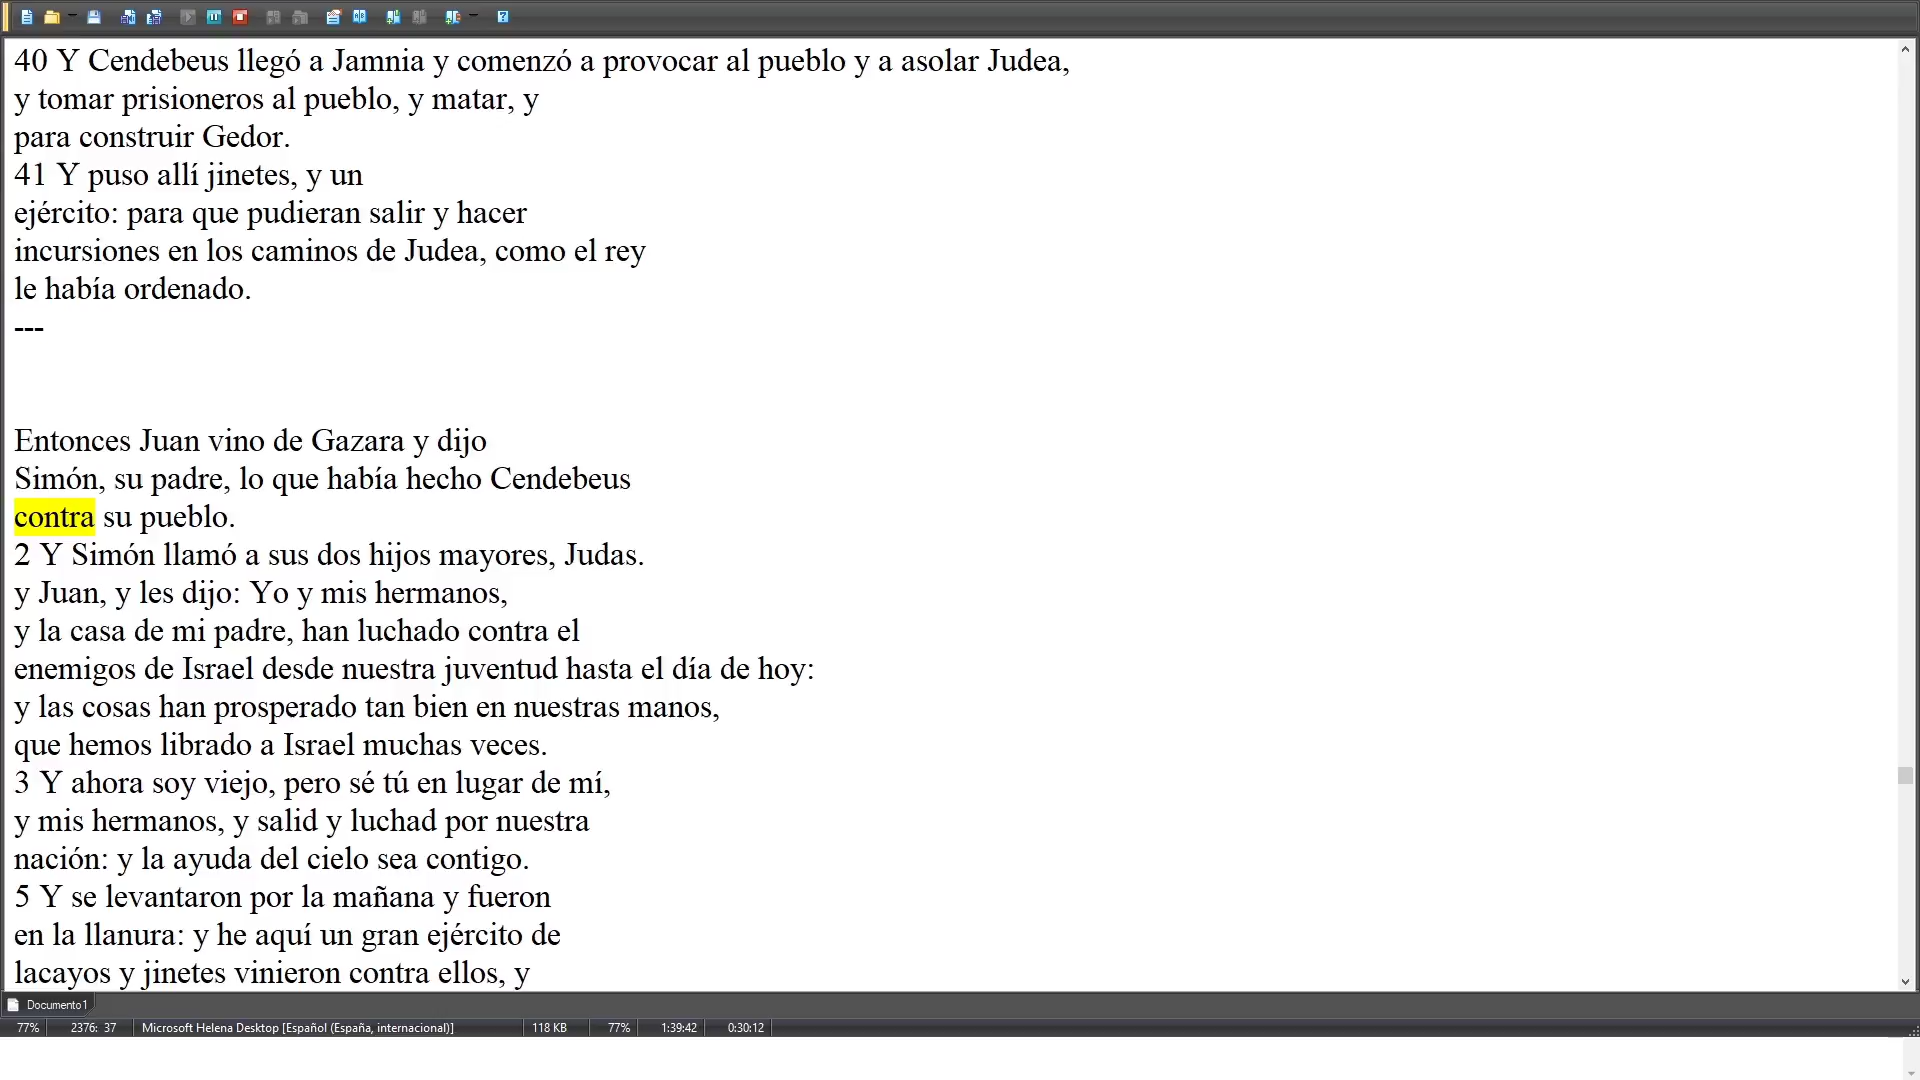 40 Y Cendebeus llegó a Jamnia y comenzó a provocar al pueblo y a asolar Judea,
y tomar prisioneros al pueblo, y matar, y
para construir Gedor.
41 Y puso allí jinetes, y un
ejército: para que pudieran salir y hacer
incursiones en los caminos de Judea, como el rey
le había ordenado.
---
Entonces Juan vino de Gazara y dijo
Simón, su padre, lo que había hecho Cendebeus
contra su pueblo.
2 Y Simón llamó a sus dos hijos mayores, Judas.
y Juan, y les dijo: Yo y mis hermanos,
y la casa de mi padre, han luchado contra el
enemigos de Israel desde nuestra juventud hasta el día de hoy:
y las cosas han prosperado tan bien en nuestras manos,
que hemos librado a Israel muchas veces.
3 Y ahora soy viejo, pero sé tú en lugar de mí,
y mis hermanos, y salid y luchad por nuestra
nación: y la ayuda del cielo sea contigo.
5 Y se levantaron por la mañana y fueron
en la llanura: y he aquí un gran ejército de
lacayos y jinetes vinieron contra ellos, y
Documento1
77% 2376: 37 Microsoft Helena Desktop [Español (España, internacional)] 118 KB 77% 1:39:42 0:30:12